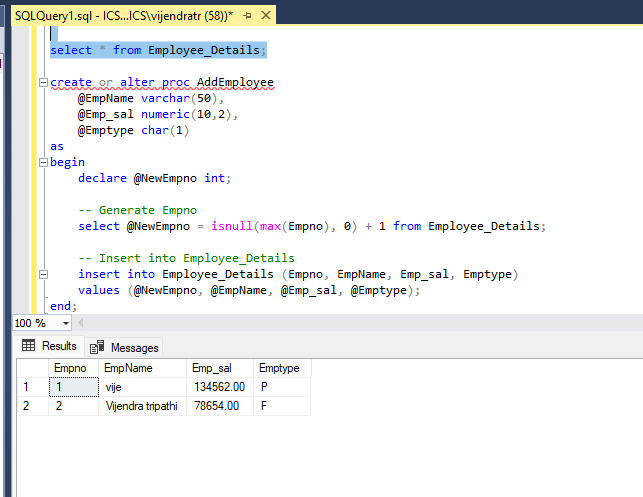 SQLQuery1.sql - ICS...ICS\vijendratr (58))*
select * from Employee_Details;
create or alter proc AddEmployee
@EmpName varchar(50),
@Emp_sal numeric(10,2),
@Emptype char(1)
as
begin
declare @NewEmpno int;
-- Generate Empno
select @NewEmpno = isnull(max(Empno), 0) + 1 from Employee_Details;
-- Insert into Employee_Details
insert into Employee_Details (Empno, EmpName, Emp_sal, Emptype)
values (@NewEmpno, @EmpName, @Emp_sal, @Emptype);
end;
100 %
Results Messages
Empno EmpName Emp_sal Emptype
1 1 vije 134562.00 P
2 2 Vijendra tripathi 78654.00 F